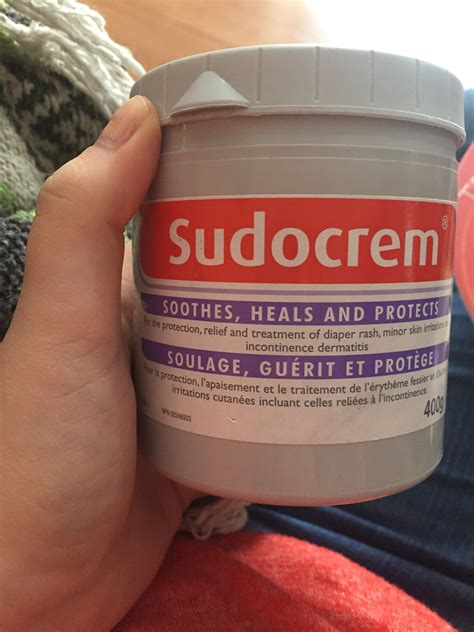 Sudocrem®
SOOTHES, HEALS AND PROTECTS
For the protection, relief and treatment of diaper rash, minor skin irritations
incontinence dermatitis
SOULAGE, GUÉRIT ET PROTÈGE
Pour la protection, l'apaisement et le traitement de l'érythème fessier et
irritations cutanées incluant celles reliées à l'incontinence.
400g